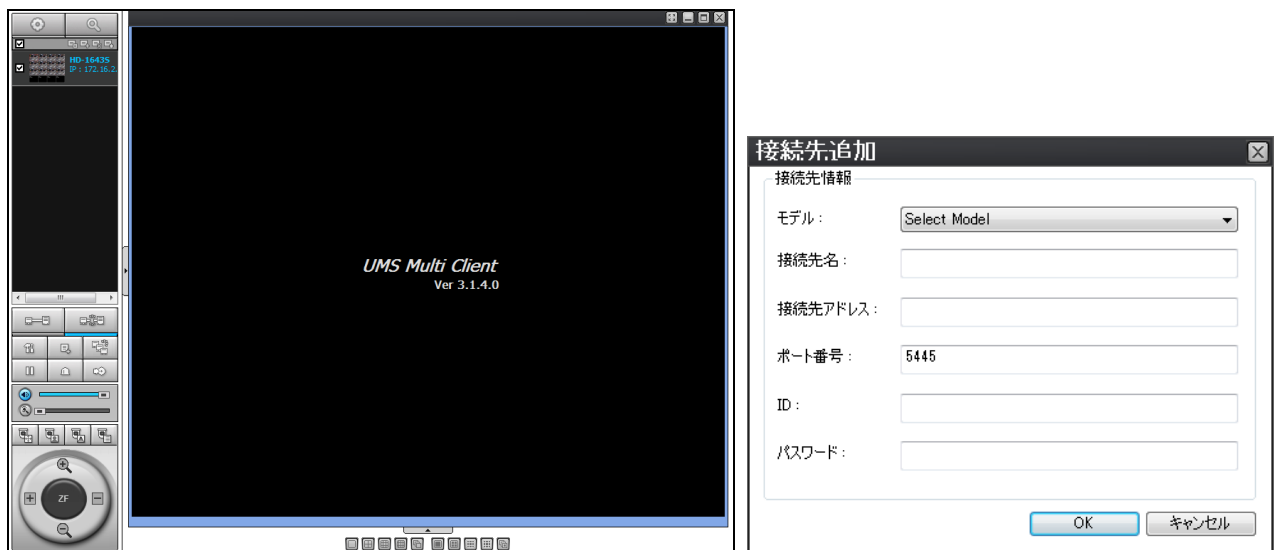 HD-1643S
IP : 172.16.2.
UMS Multi Client
Ver 3.1.4.0
ZF
接続先追加
接続先情報
モデル :
Select Model
接続先名 :
接続先アドレス :
ポート番号 :
5445
ID :
パスワード :
OK
キャンセル